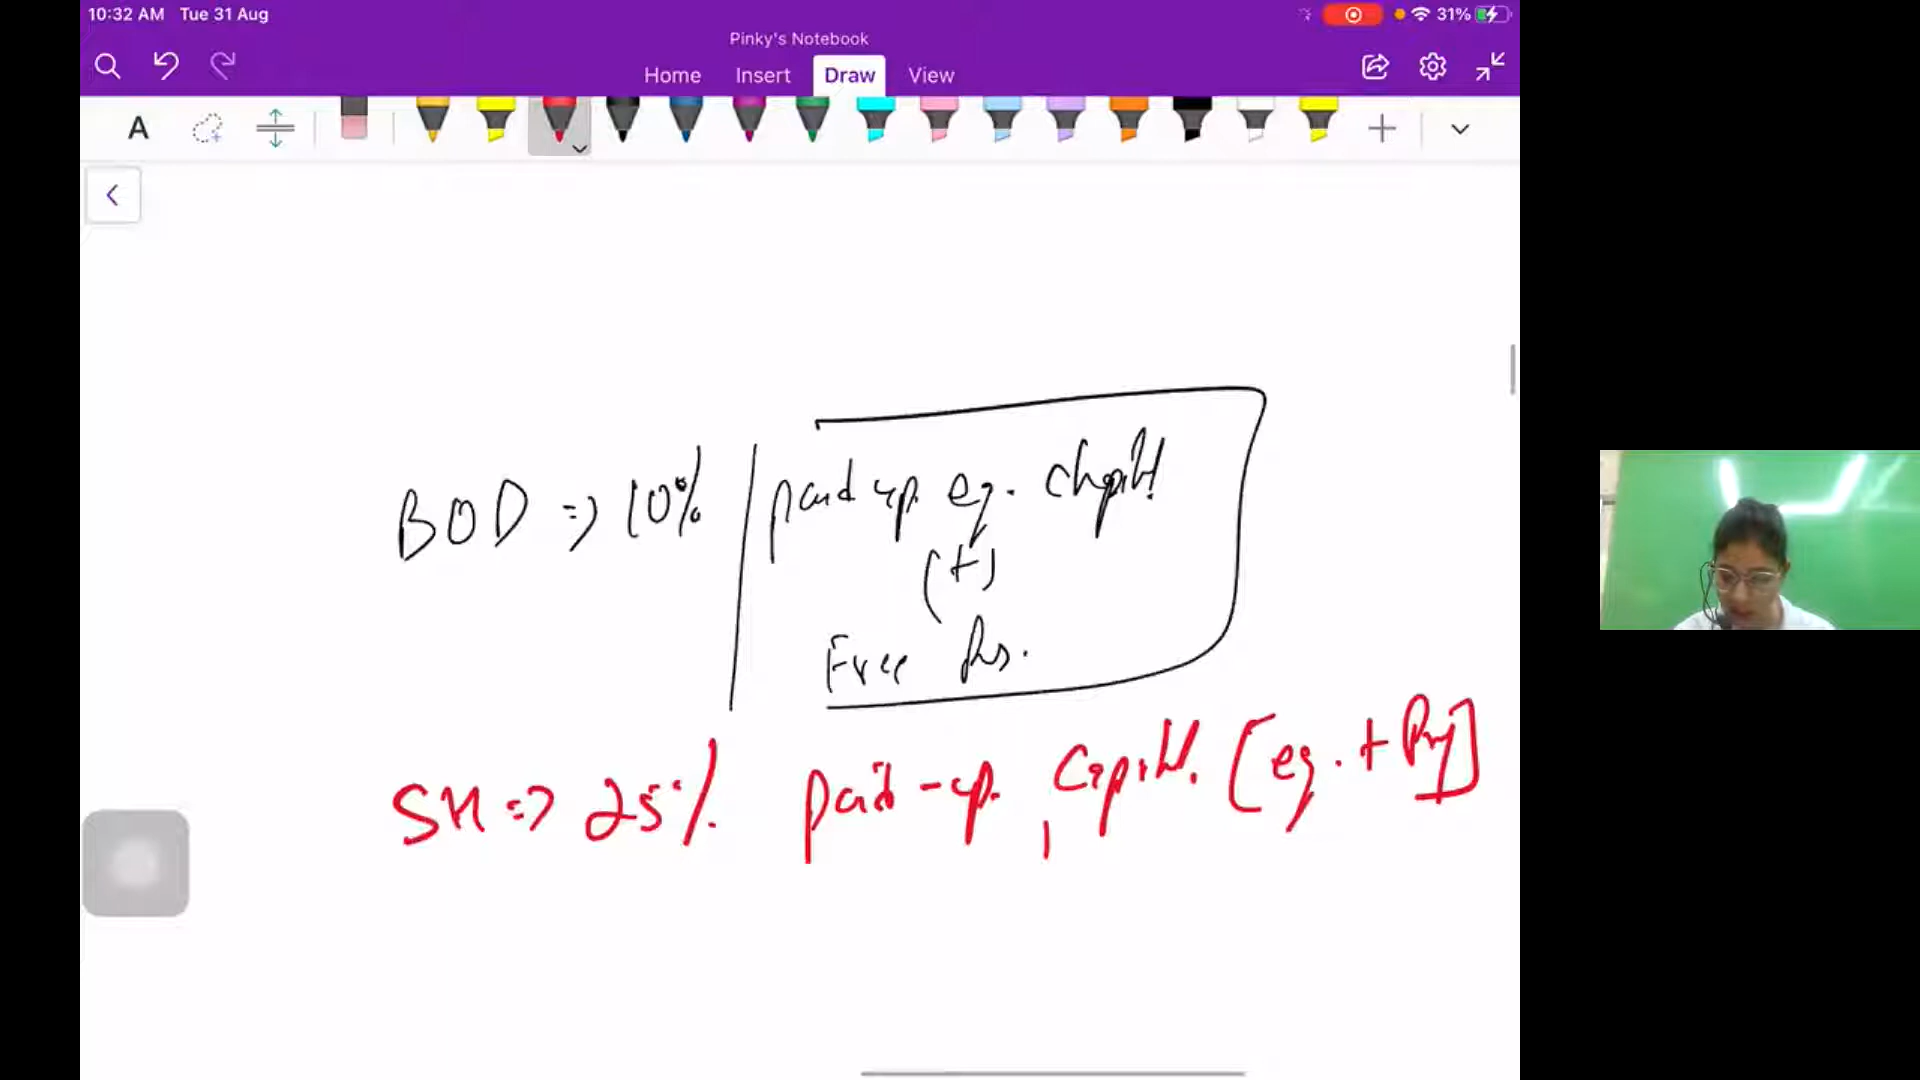 10:32 AM Tue 31 Aug
31%
Pinky's Notebook
Home Insert Draw View
A
BOD => 10% paid up eq. capital
(+)
Free Rs.
SH => 25% paid-up capital. [eq. + Prf]